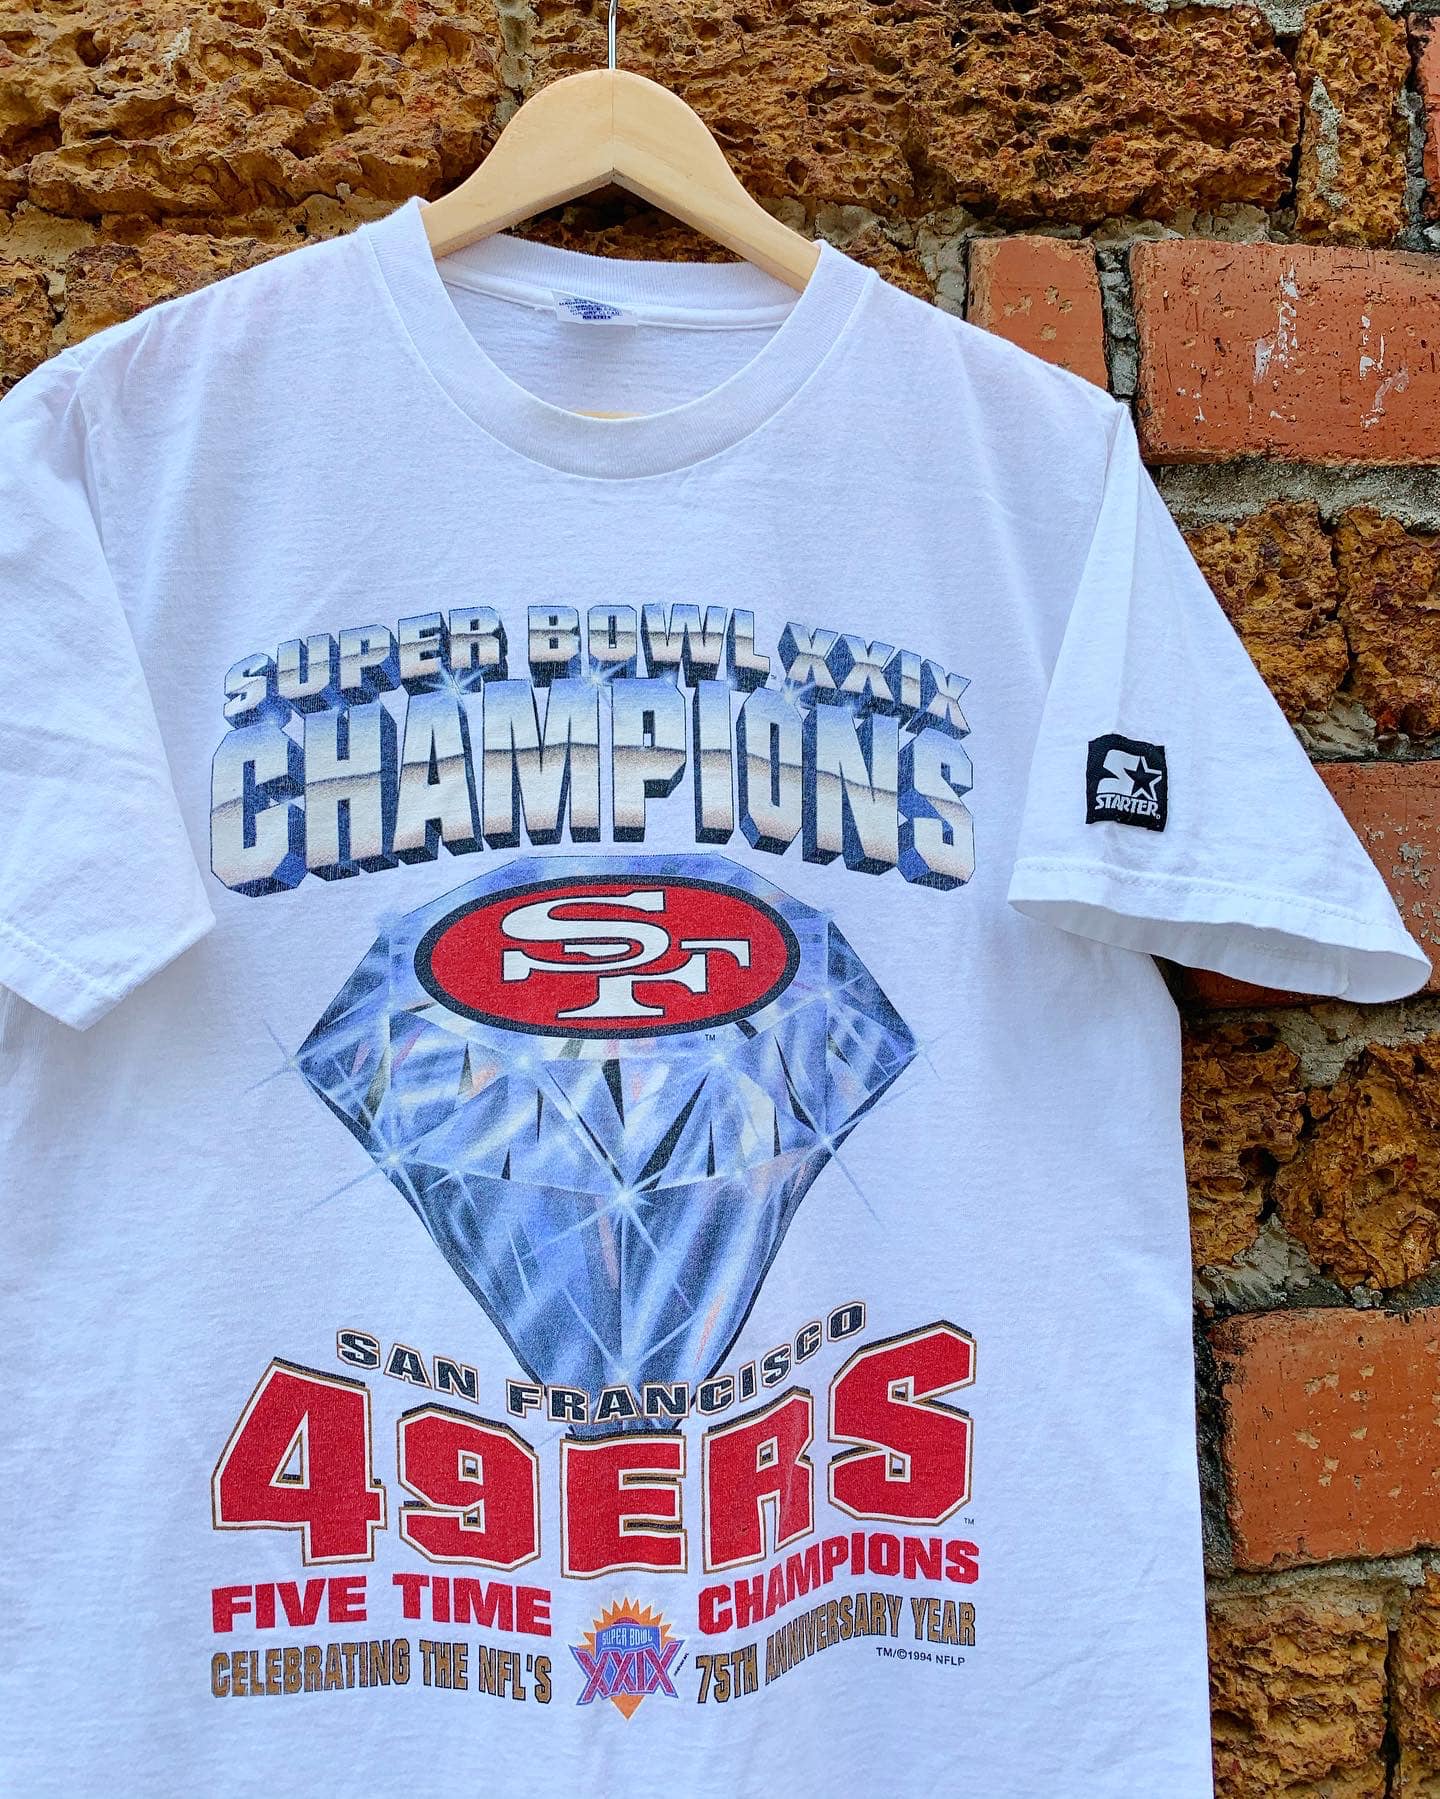 SUPER BOWL XXIX
CHAMPIONS
STARTER
SF
SAN FRANCISCO
49ERS
FIVE TIME CHAMPIONS
CELEBRATING THE NFL'S 75TH ANNIVERSARY YEAR
SUPER BOWL
XXIX
TM/©1994 NFLP